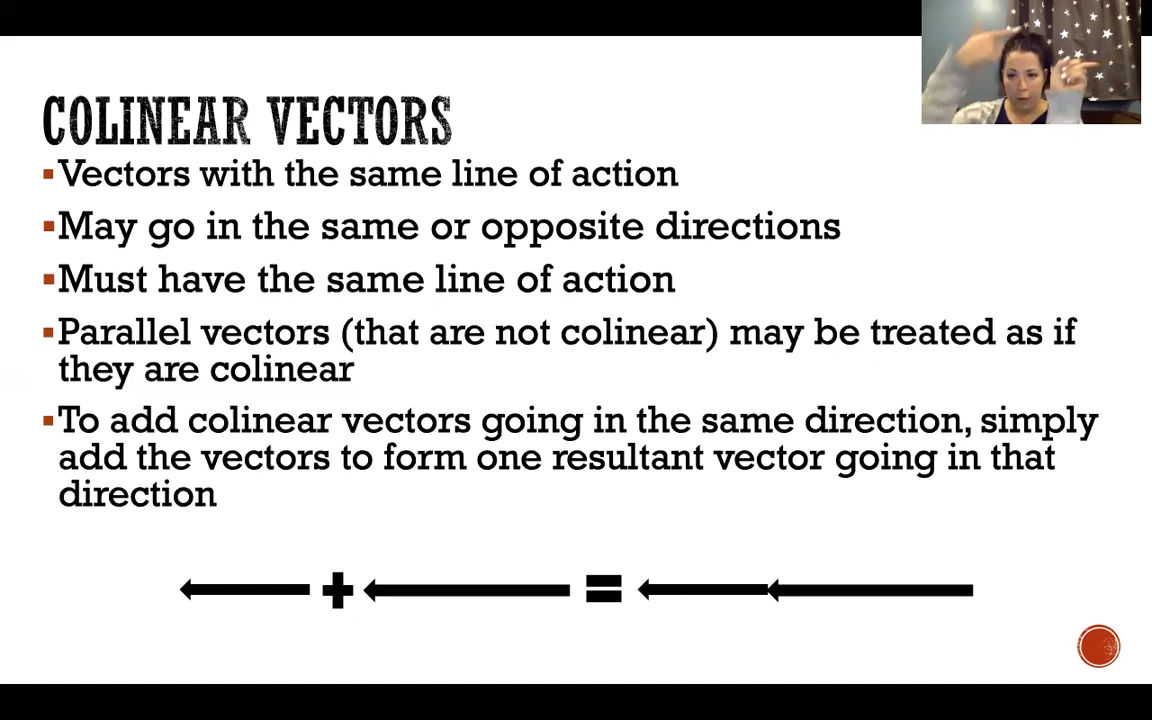 COLINEAR VECTORS
▪Vectors with the same line of action
▪May go in the same or opposite directions
▪Must have the same line of action
▪Parallel vectors (that are not colinear) may be treated as if
they are colinear
▪To add colinear vectors going in the same direction, simply
add the vectors to form one resultant vector going in that
direction
+ =